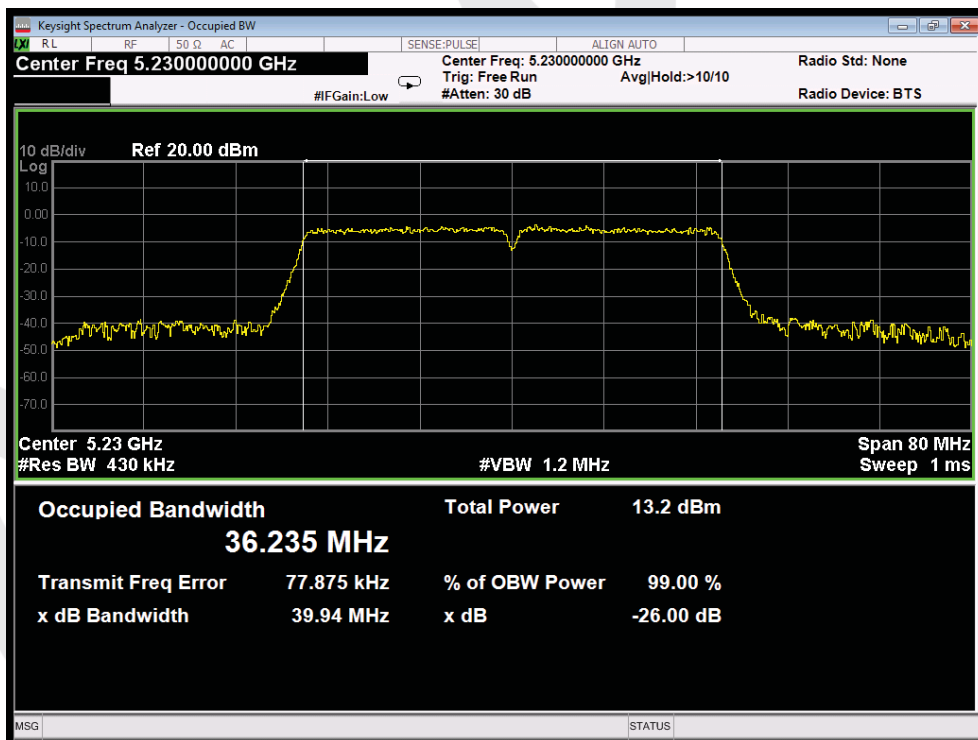 Keysight Spectrum Analyzer - Occupied BW
LXI RL RF 50 Ω AC SENSE:PULSE ALIGN AUTO
Center Freq 5.230000000 GHz
Center Freq: 5.230000000 GHz
Radio Std: None
Trig: Free Run Avg|Hold:>10/10
#IFGain:Low #Atten: 30 dB Radio Device: BTS
10 dB/div Ref 20.00 dBm
Log
10.0
0.00
-10.0
-20.0
-30.0
-40.0
-50.0
-60.0
-70.0
Center 5.23 GHz Span 80 MHz
#Res BW 430 kHz #VBW 1.2 MHz Sweep 1 ms
Occupied Bandwidth Total Power 13.2 dBm
36.235 MHz
Transmit Freq Error 77.875 kHz % of OBW Power 99.00 %
x dB Bandwidth 39.94 MHz x dB -26.00 dB
MSG STATUS